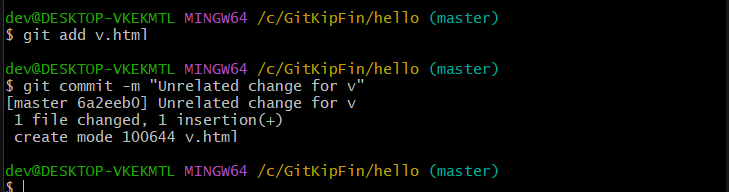 dev@DESKTOP-VKEKMTL MINGW64 /c/GitKipFin/hello (master)
$ git add v.html
dev@DESKTOP-VKEKMTL MINGW64 /c/GitKipFin/hello (master)
$ git commit -m "Unrelated change for v"
[master 6a2eeb0] Unrelated change for v
 1 file changed, 1 insertion(+)
 create mode 100644 v.html
dev@DESKTOP-VKEKMTL MINGW64 /c/GitKipFin/hello (master)
$